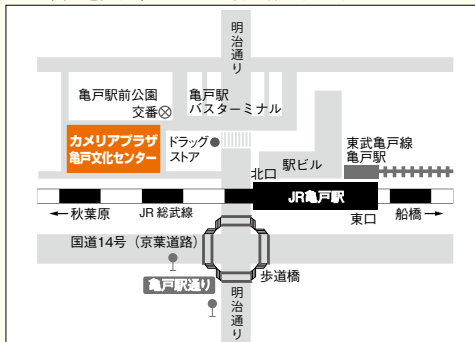 明治通り
亀戸駅前公園
交番
亀戸駅
バスターミナル
カメリアプラザ
亀戸文化センター
ドラッグ
ストア
駅ビル
東武亀戸線
亀戸駅
北口
JR亀戸駅
←秋葉原
JR総武線
東口
船橋→
国道14号（京葉道路）
歩道橋
亀戸駅通り
明治通り